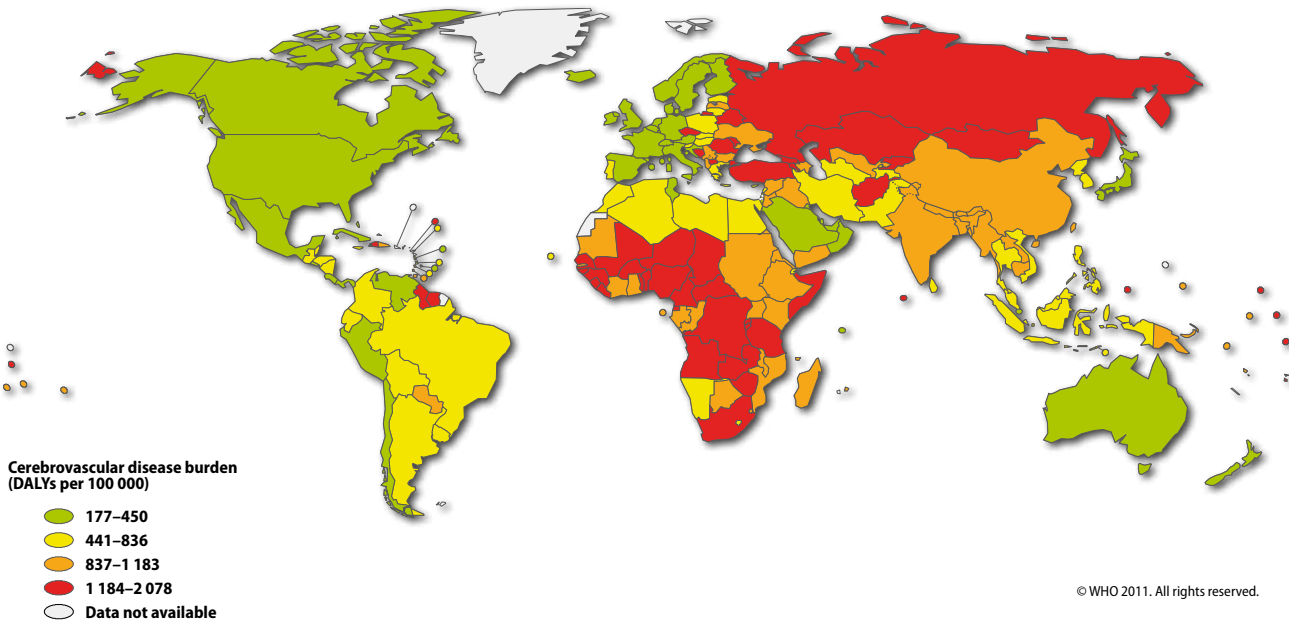 Cerebrovascular disease burden
(DALYs per 100 000)
177–450
441–836
837–1 183
1 184–2 078
Data not available
© WHO 2011. All rights reserved.